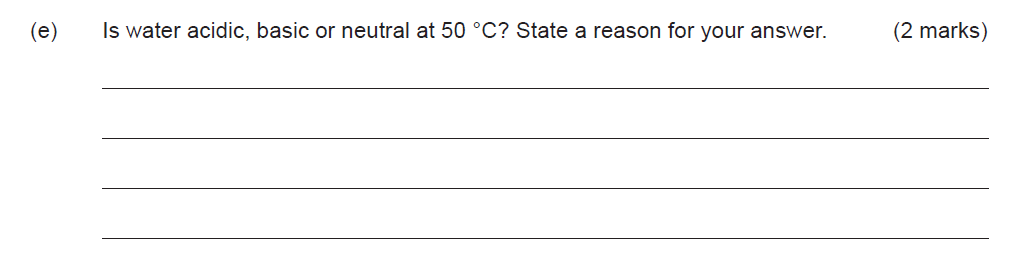 (e) Is water acidic, basic or neutral at 50 °C? State a reason for your answer. (2 marks)